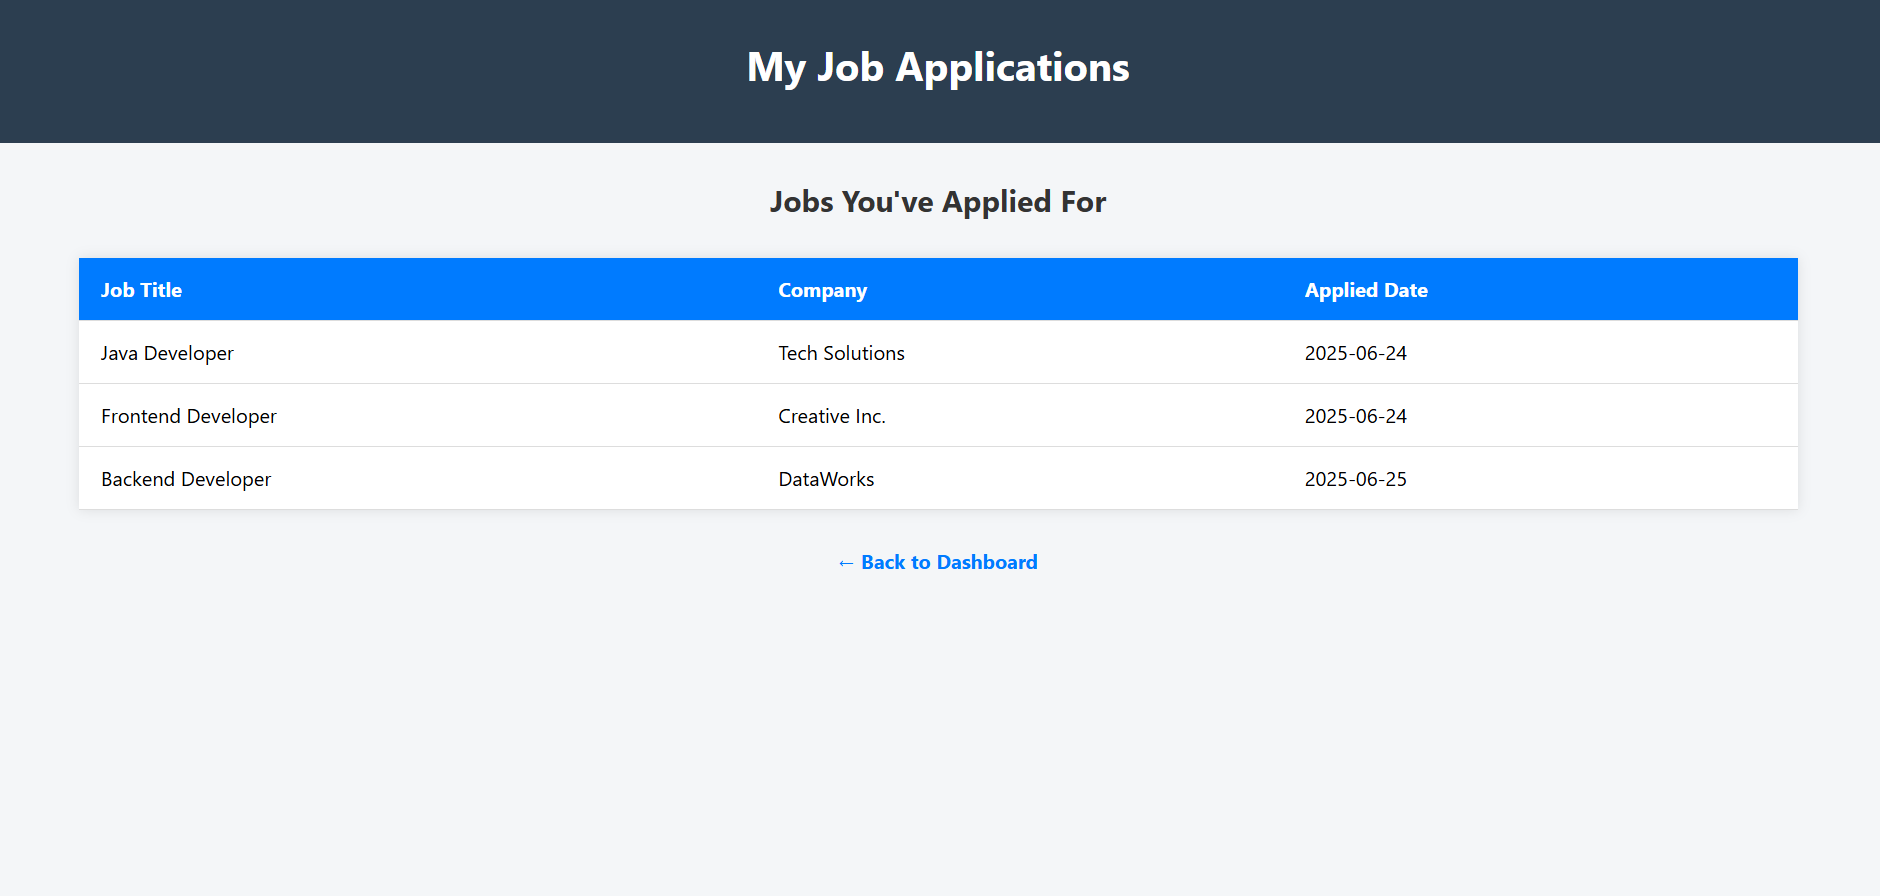 My Job Applications
Jobs You've Applied For
Job Title Company Applied Date
Java Developer Tech Solutions 2025-06-24
Frontend Developer Creative Inc. 2025-06-24
Backend Developer DataWorks 2025-06-25
← Back to Dashboard